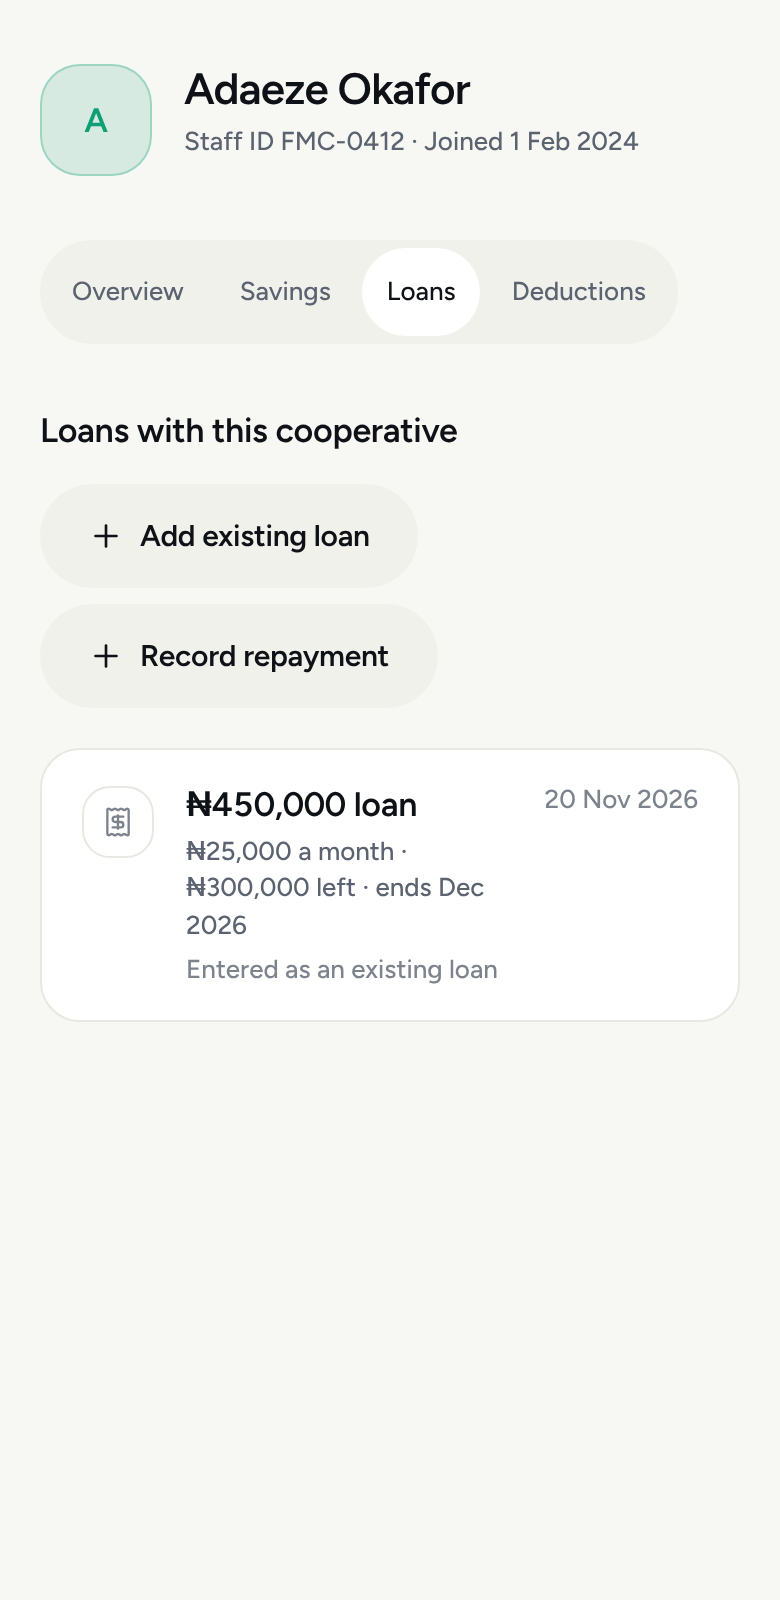 A
Adaeze Okafor
Staff ID FMC-0412 · Joined 1 Feb 2024
Overview
Savings
Loans
Deductions
Loans with this cooperative
+ Add existing loan
+ Record repayment
₦450,000 loan
20 Nov 2026
₦25,000 a month ·
₦300,000 left · ends Dec
2026
Entered as an existing loan